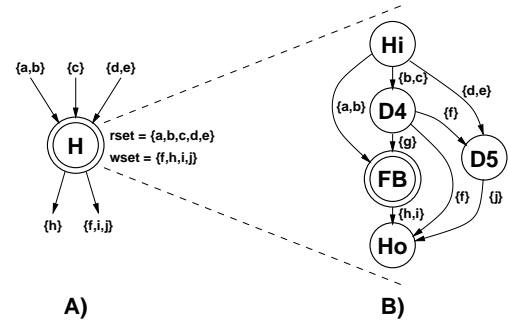 {a,b} {c} {d,e}
H
rset = {a,b,c,d,e}
wset = {f,h,i,j}
{h} {f,i,j}
A)
Hi
{b,c}
{d,e}
{a,b}
D4
{f}
{g}
D5
FB
{f}
{j}
{h,i}
Ho
B)